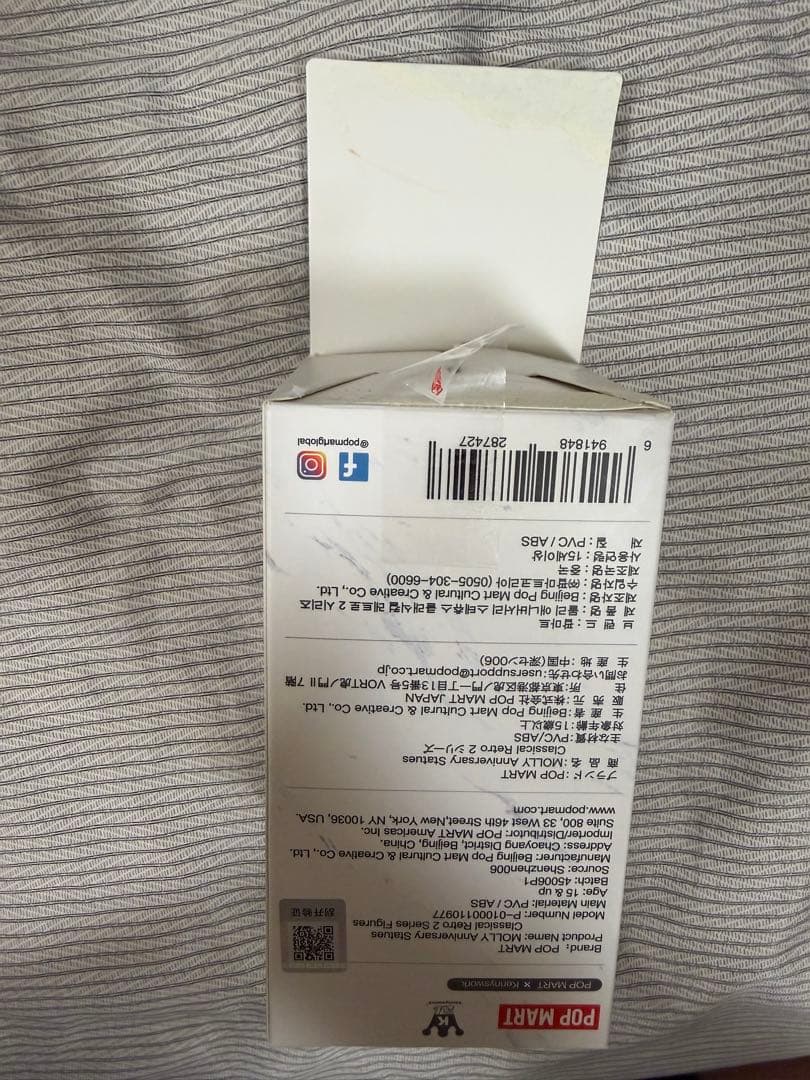 POP MART
Kennyswork
POP MART × Kennyswork
Brand: POP MART
Product Name: MOLLY Anniversary Statues
Classical Retro 2 Series Figures
Model Number: P-01000110977
Main Material: PVC / ABS
Age: 15 & up
Batch: 45006P1
Source: Shenzhen006
Manufacturer: Beijing Pop Mart Cultural & Creative Co., Ltd.
Address: Chaoyang District, Beijing, China.
Importer/Distributor: POP MART Americas Inc.
Suite 800, 33 West 46th Street,New York, NY 10036, USA.
www.popmart.com
刮开验证
ブランド:POP MART
商品名:MOLLY Anniversary Statues
Classical Retro 2 シリーズ
主な材質:PVC/ABS
対象年齢:15歳以上
生産者:Beijing Pop Mart Cultural & Creative Co., Ltd.
販売元:株式会社 POP MART JAPAN
住所:東京都港区虎ノ門一丁目13番5号 VORT虎ノ門II 7階
お問い合わせ先:usersupport@popmart.co.jp
生産地:中国(深セン006)
브랜드 : 팝마트
제품명 : 몰리 애니버서리 스테츄스 클래식컬 레트로 2 시리즈
제조자명 : Beijing Pop Mart Cultural & Creative Co., Ltd.
수입자명 : ㈜팝마트코리아 (0505-304-6600)
제조국명 : 중국
사용연령 : 15세이상
재질 : PVC / ABS
6 941848 287427
@popmartglobal